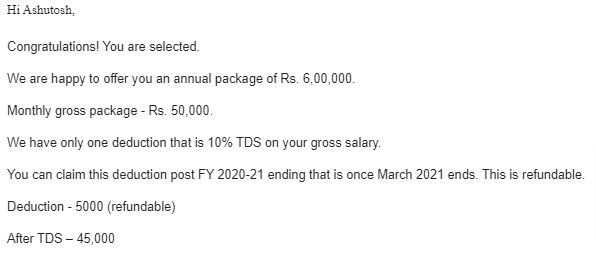 Hi Ashutosh,
Congratulations! You are selected.
We are happy to offer you an annual package of Rs. 6,00,000.
Monthly gross package - Rs. 50,000.
We have only one deduction that is 10% TDS on your gross salary.
You can claim this deduction post FY 2020-21 ending that is once March 2021 ends. This is refundable.
Deduction - 5000 (refundable)
After TDS – 45,000